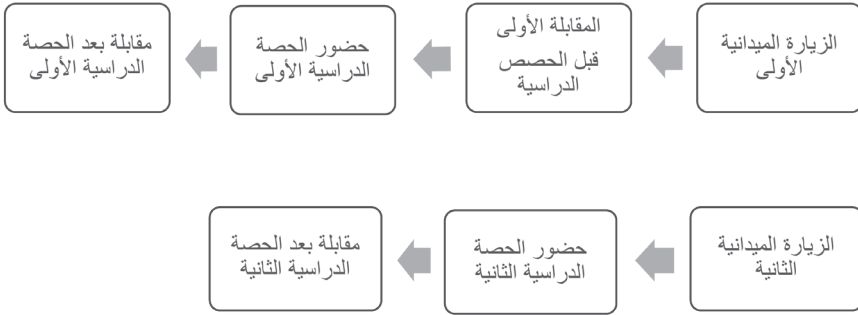 الزيارة الميدانية
الأولى
المقابلة الأولى
قبل الحصص
الدراسية
حضور الحصة
الدراسية الأولى
مقابلة بعد الحصة
الدراسية الأولى
الزيارة الميدانية
الثانية
حضور الحصة
الدراسية الثانية
مقابلة بعد الحصة
الدراسية الثانية